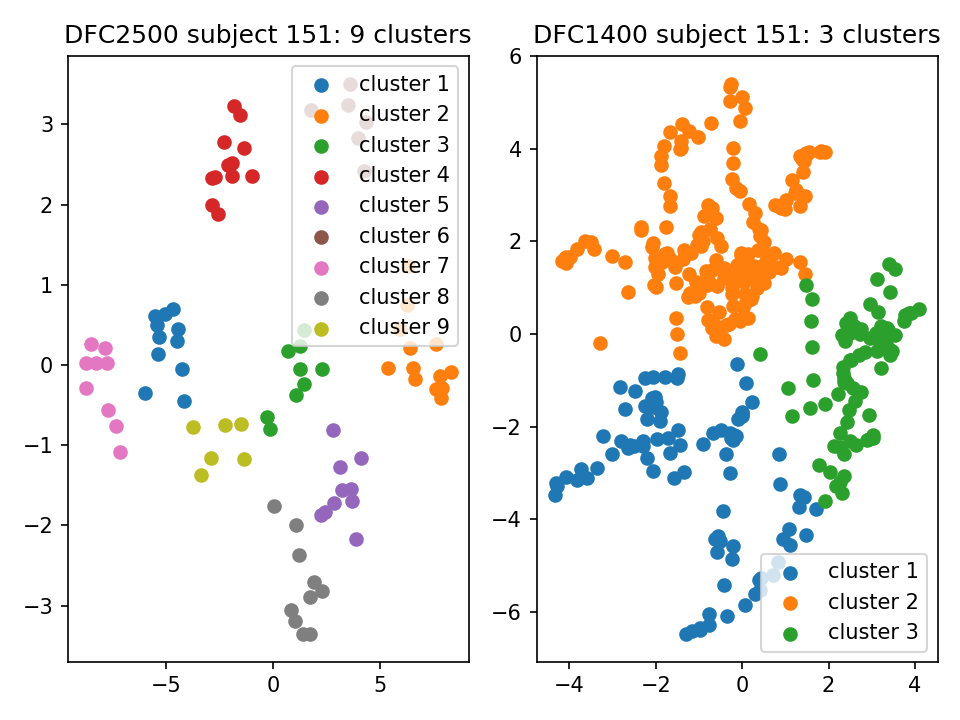 DFC2500 subject 151: 9 clusters
3
2
1
0
−1
−2
−3
−5
0
5
cluster 1
cluster 2
cluster 3
cluster 4
cluster 5
cluster 6
cluster 7
cluster 8
cluster 9
DFC1400 subject 151: 3 clusters
6
4
2
0
−2
−4
−6
−4
−2
0
2
4
cluster 1
cluster 2
cluster 3